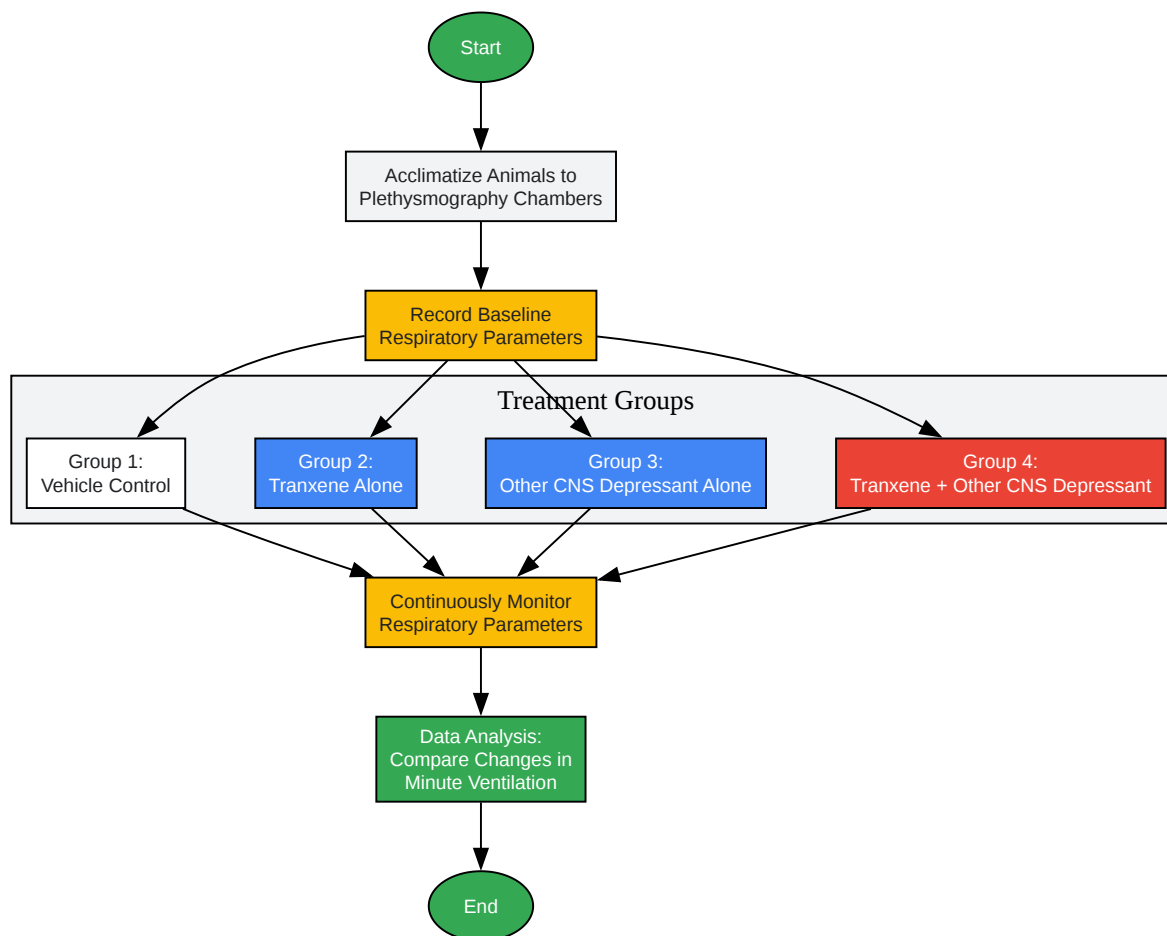 Start
Acclimatize Animals to
Plethysmography Chambers
Record Baseline
Respiratory Parameters
Treatment Groups
Group 1:
Vehicle Control
Group 2:
Tranxene Alone
Group 3:
Other CNS Depressant Alone
Group 4:
Tranxene + Other CNS Depressant
Continuously Monitor
Respiratory Parameters
Data Analysis:
Compare Changes in
Minute Ventilation
End